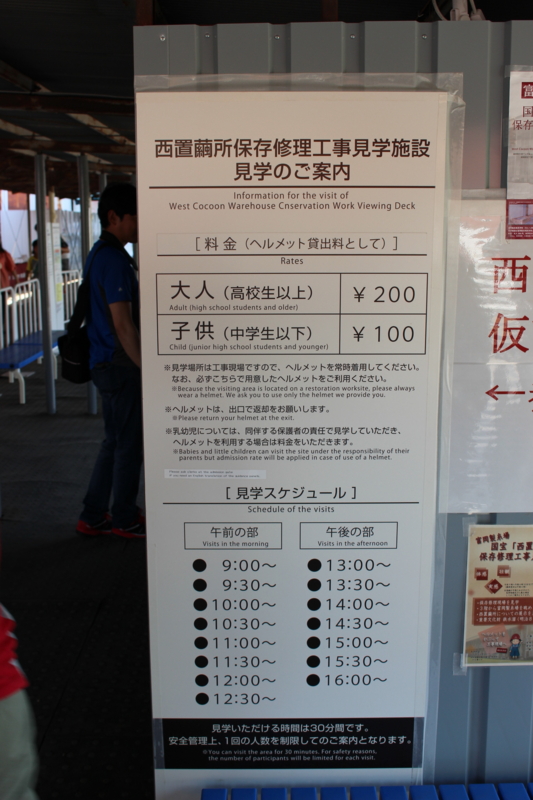 西置繭所保存修理工事見学施設
見学のご案内
Information for the visit of
West Cocoon Warehouse Cnservation Work Viewing Deck
［ 料 金（ヘルメット貸出料として）］
Rates
大人（高校生以上）
Adult (high school students and older)
￥200
子供（中学生以下）
Child (junior high school students and younger)
￥100
※見学場所は工事現場ですので、ヘルメットを常時着用してください。
なお、必ずこちらで用意したヘルメットをご利用ください。
※Because the visiting area is located on a restoration worksite, please always
wear a helmet. We ask you to use only the helmet we provide you.
※ヘルメットは、出口で返却をお願いします。
※Please return your helmet at the exit.
※乳幼児については、同伴する保護者の責任で見学していただき、
ヘルメットを利用する場合は料金をいただきます。
※Babies and little children can visit the site under the responsibility of their
parents but admission rate will be applied in case of use of a helmet.
［ 見学スケジュール ］
Schedule of the visits
午前の部
Visits in the morning
● 9:00～
● 9:30～
● 10:00～
● 10:30～
● 11:00～
● 11:30～
● 12:00～
● 12:30～
午後の部
Visits in the afternoon
● 13:00～
● 13:30～
● 14:00～
● 14:30～
● 15:00～
● 15:30～
● 16:00～
見学いただける時間は30分間です。
安全管理上、1回の人数を制限してのご案内となります。
※You can visit the area for 30 minutes. For safety reasons,
the number of participants will be limited for each visit.
富
国
保存
西
仮
←
富岡製糸場
国宝「西置
保存修理工事